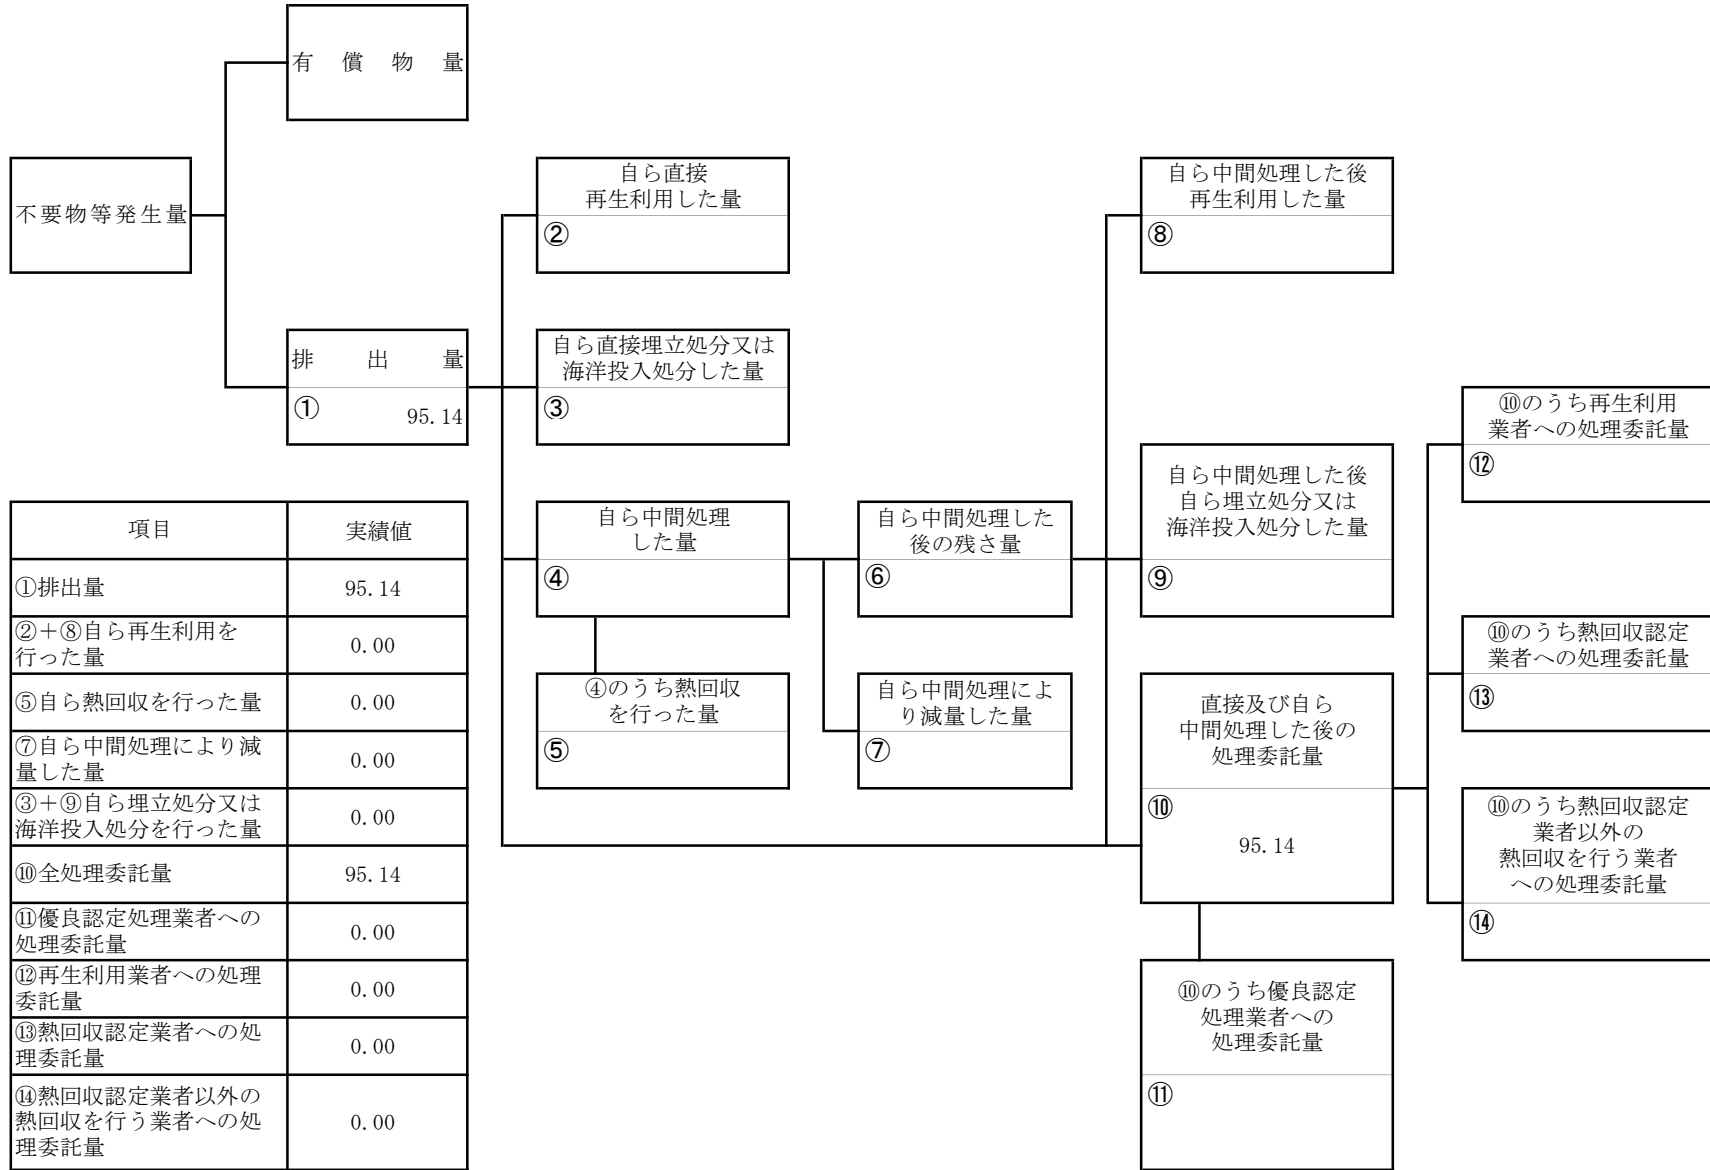 有償物量
不要物等発生量
排出量
①
95.14
自ら直接
再生利用した量
②
自ら直接埋立処分又は
海洋投入処分した量
③
自ら中間処理
した量
④
④のうち熱回収
を行った量
⑤
自ら中間処理した
後の残さ量
⑥
自ら中間処理によ
り減量した量
⑦
自ら中間処理した後
再生利用した量
⑧
自ら中間処理した後
自ら埋立処分又は
海洋投入処分した量
⑨
直接及び自ら
中間処理した後の
処理委託量
⑩
95.14
⑩のうち優良認定
処理業者への
処理委託量
⑪
⑩のうち再生利用
業者への処理委託量
⑫
⑩のうち熱回収認定
業者への処理委託量
⑬
⑩のうち熱回収認定
業者以外の
熱回収を行う業者
への処理委託量
⑭
項目 実績値
①排出量 95.14
②＋⑧自ら再生利用を
行った量 0.00
⑤自ら熱回収を行った量 0.00
⑦自ら中間処理により減
量した量 0.00
③＋⑨自ら埋立処分又は
海洋投入処分を行った量 0.00
⑩全処理委託量 95.14
⑪優良認定処理業者への
処理委託量 0.00
⑫再生利用業者への処理
委託量 0.00
⑬熱回収認定業者への処
理委託量 0.00
⑭熱回収認定業者以外の
熱回収を行う業者への処
理委託量 0.00